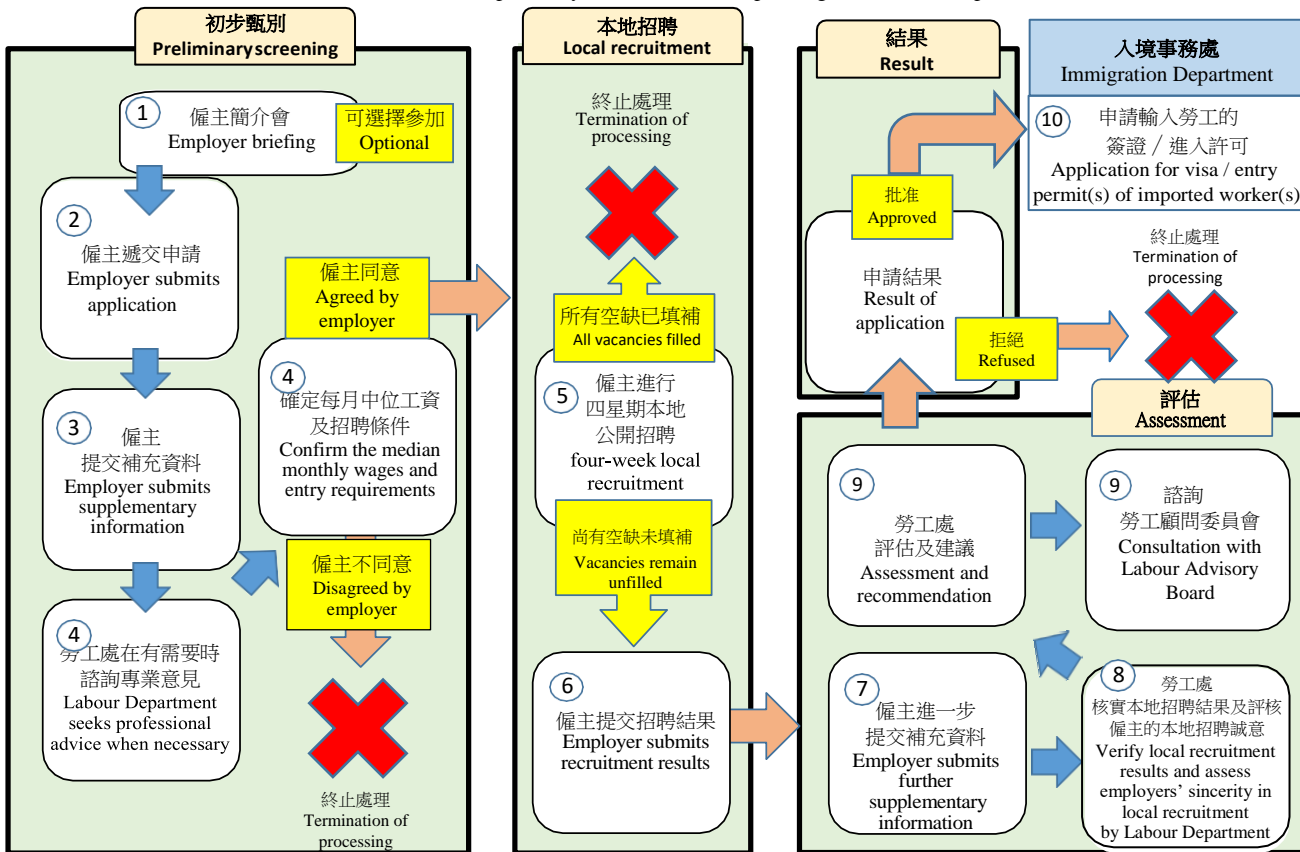 初步甄別
Preliminary screening
1
僱主簡介會
Employer briefing
可選擇參加
Optional
2
僱主遞交申請
Employer submits
application
3
僱主
提交補充資料
Employer submits
supplementary
information
4
勞工處在有需要時
諮詢專業意見
Labour Department
seeks professional
advice when necessary
僱主同意
Agreed by
employer
4
確定每月中位工資
及招聘條件
Confirm the median
monthly wages and
entry requirements
僱主不同意
Disagreed by
employer
終止處理
Termination of
processing
本地招聘
Local recruitment
終止處理
Termination of
processing
所有空缺已填補
All vacancies filled
5
僱主進行
四星期本地
公開招聘
four-week local
recruitment
尚有空缺未填補
Vacancies remain
unfilled
6
僱主提交招聘結果
Employer submits
recruitment results
結果
Result
批准
Approved
申請結果
Result of
application
拒絕
Refused
入境事務處
Immigration Department
10
申請輸入勞工的
簽證／進入許可
Application for visa / entry
permit(s) of imported worker(s)
終止處理
Termination of
processing
評估
Assessment
9
勞工處
評估及建議
Assessment and
recommendation
9
諮詢
勞工顧問委員會
Consultation with
Labour Advisory
Board
7
僱主進一步
提交補充資料
Employer submits
further
supplementary
information
8
勞工處
核實本地招聘結果及評核
僱主的本地招聘誠意
Verify local recruitment
results and assess
employers’ sincerity in
local recruitment
by Labour Department